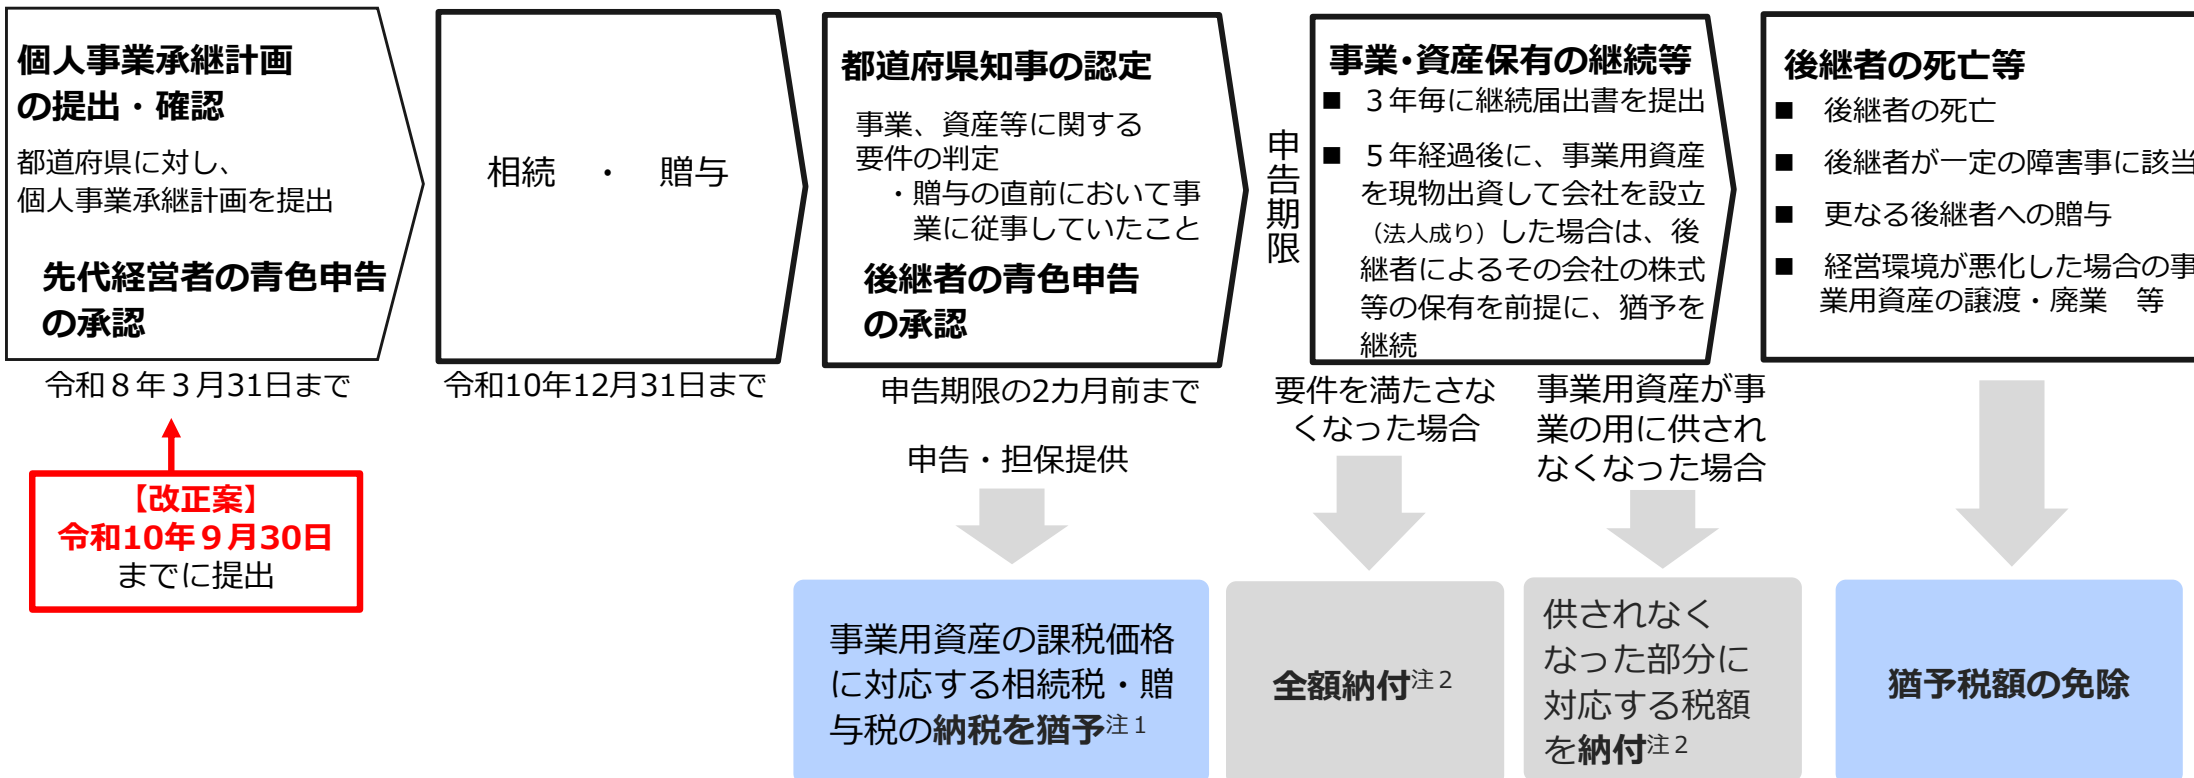 個人事業承継計画
の提出・確認
都道府県に対し、
個人事業承継計画を提出
先代経営者の青色申告
の承認
令和８年３月31日まで
【改正案】
令和10年９月30日
までに提出
相続　・　贈与
令和10年12月31日まで
都道府県知事の認定
事業、資産等に関する
要件の判定
・贈与の直前において事
業に従事していたこと
後継者の青色申告
の承認
申告期限の2カ月前まで
申告・担保提供
事業用資産の課税価格
に対応する相続税・贈
与税の納税を猶予注１
申告期限
事業・資産保有の継続等
■ ３年毎に継続届出書を提出
■ ５年経過後に、事業用資産
を現物出資して会社を設立
（法人成り）した場合は、後
継者によるその会社の株式
等の保有を前提に、猶予を
継続
要件を満たさな
くなった場合
全額納付注２
事業用資産が事
業の用に供され
なくなった場合
供されなく
なった部分に
対応する税額
を納付注２
後継者の死亡等
■ 後継者の死亡
■ 後継者が一定の障害事に該当
■ 更なる後継者への贈与
■ 経営環境が悪化した場合の事
業用資産の譲渡・廃業　等
猶予税額の免除